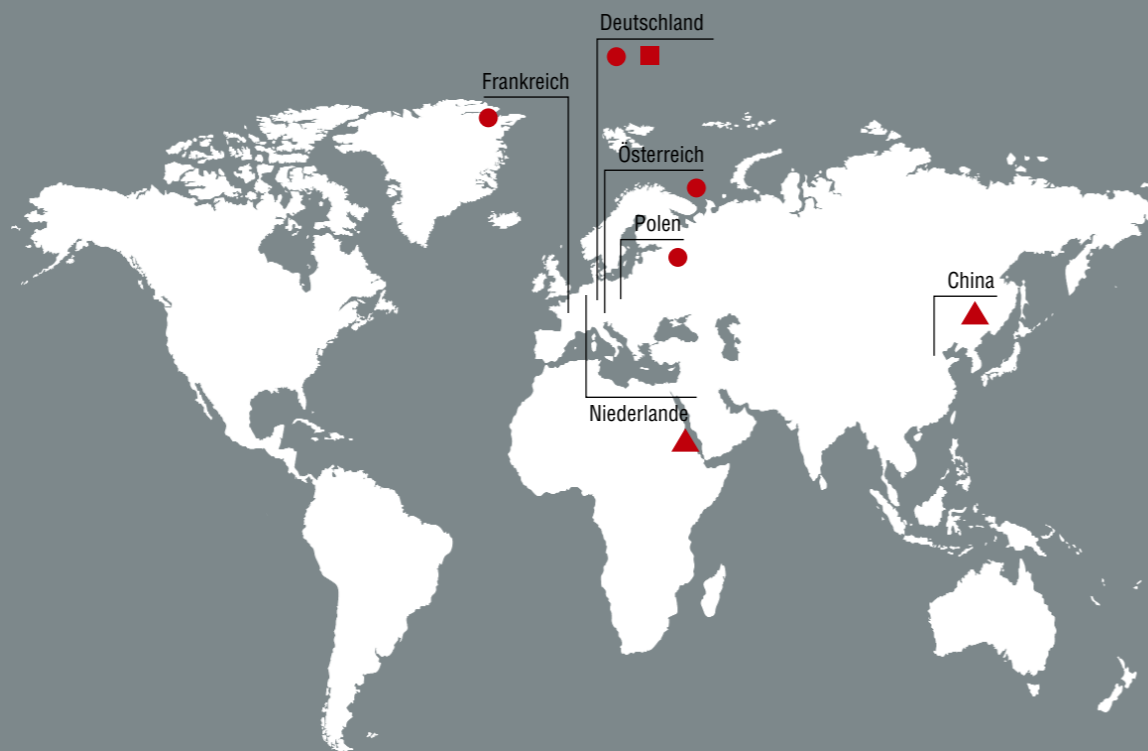 Deutschland
Frankreich
Österreich
Polen
China
Niederlande